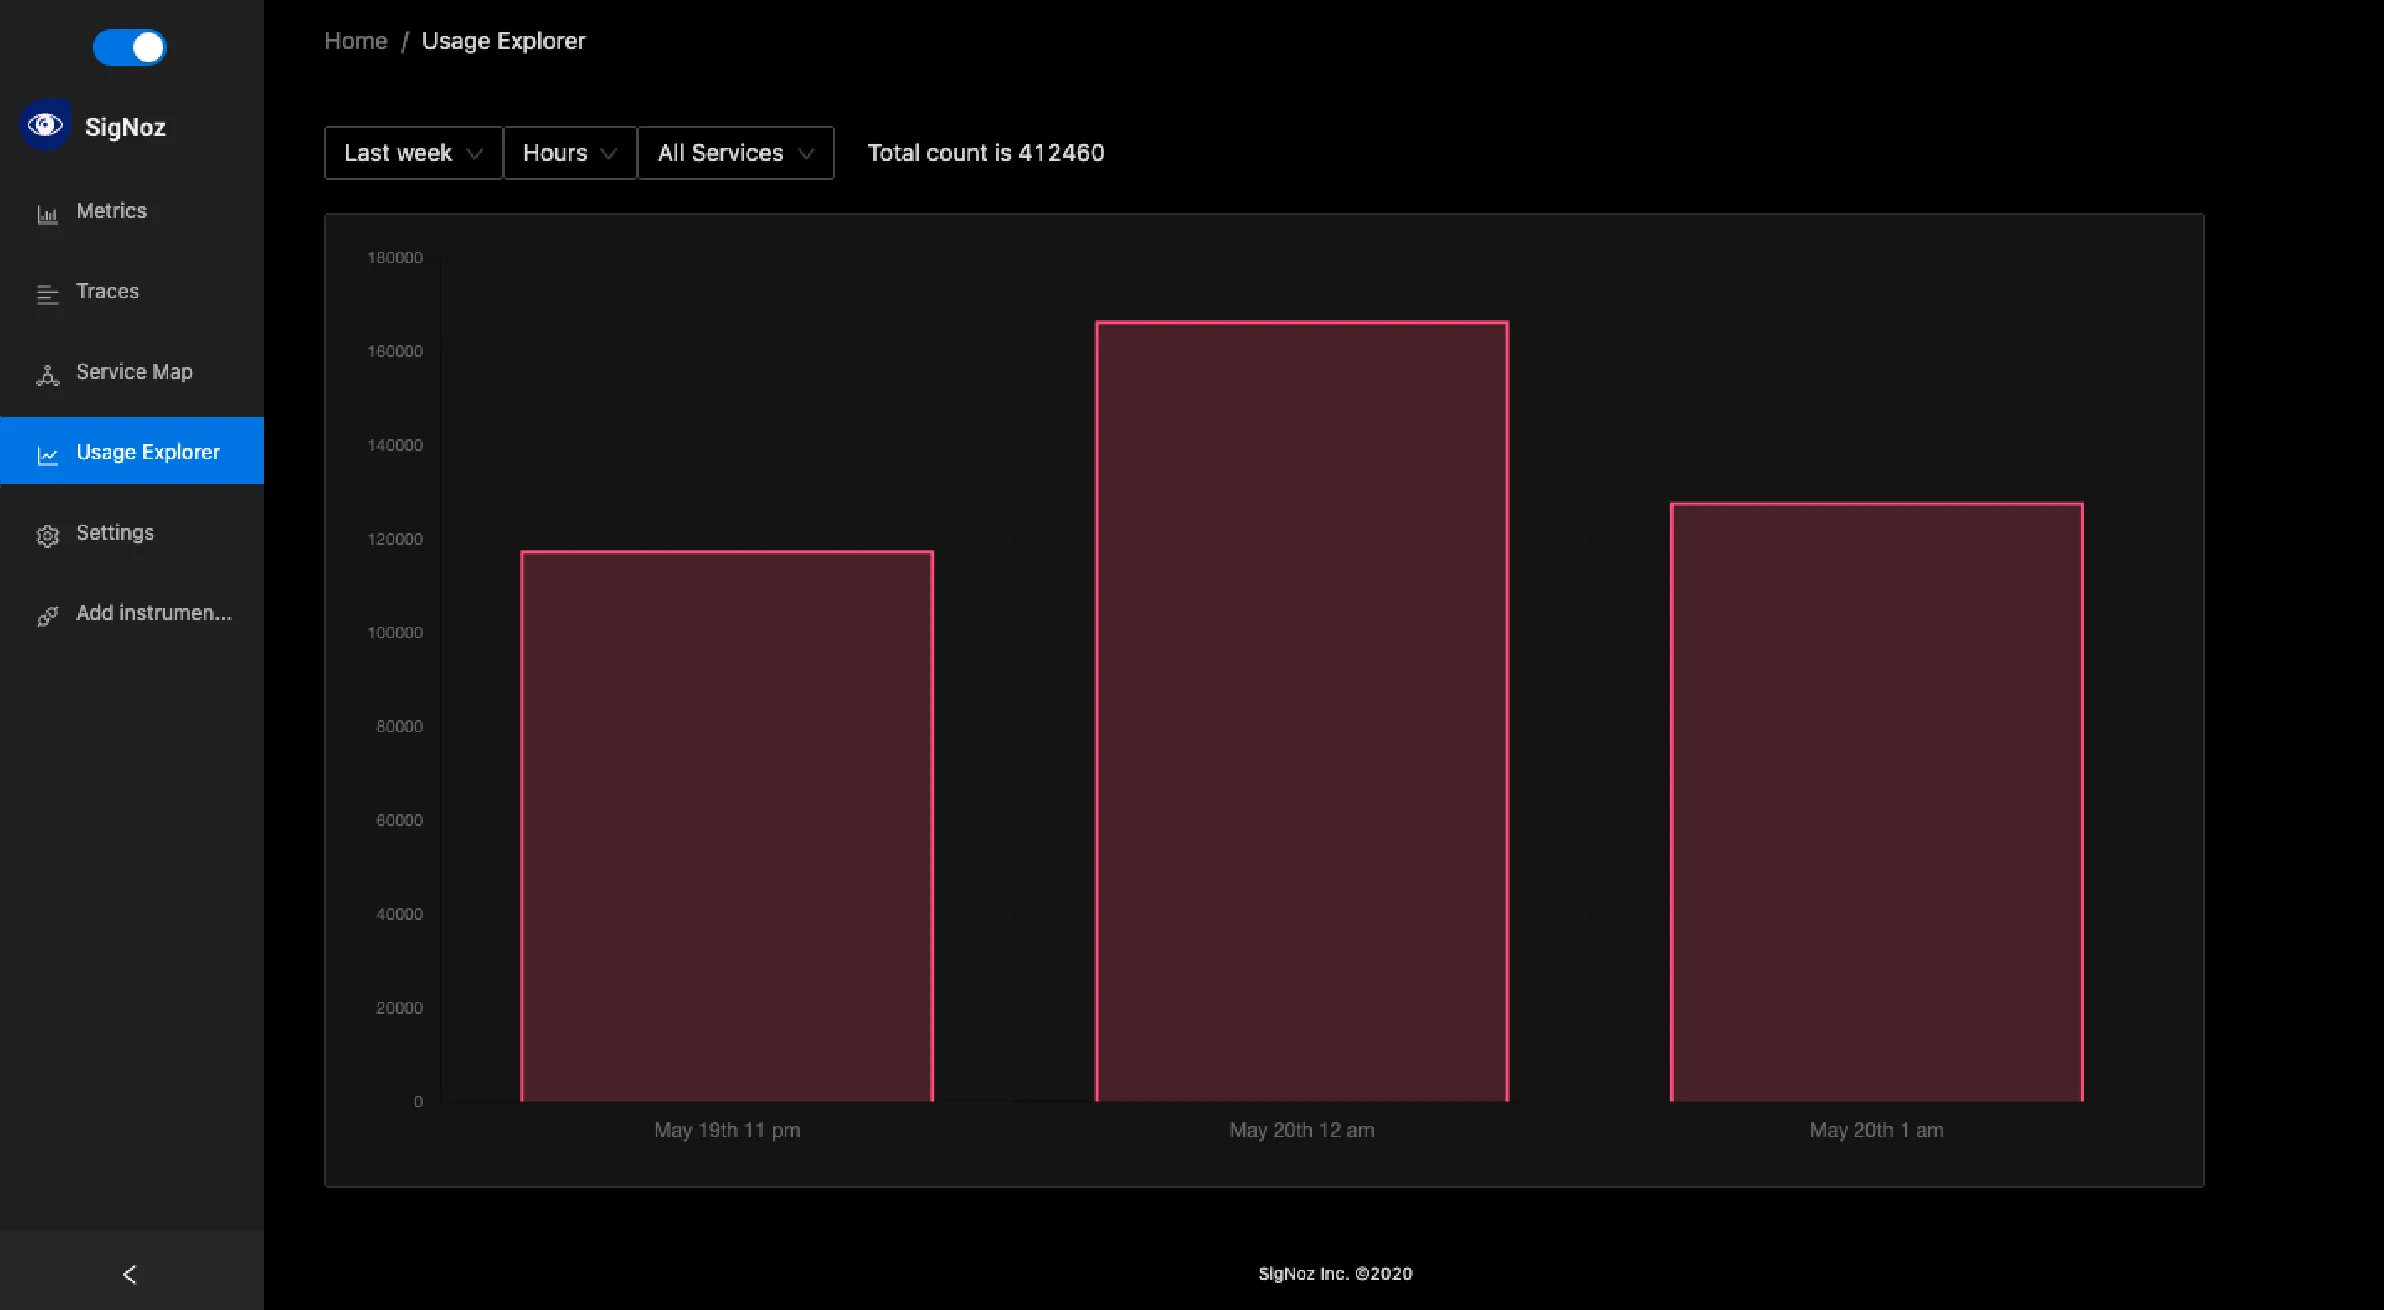 Home / Usage Explorer
SigNoz
Last week Hours All Services Total count is 412460
Metrics
Traces
Service Map
Usage Explorer
Settings
Add instrumen...
180000
160000
140000
120000
100000
80000
60000
40000
20000
0
May 19th 11 pm May 20th 12 am May 20th 1 am
SigNoz Inc. ©2020